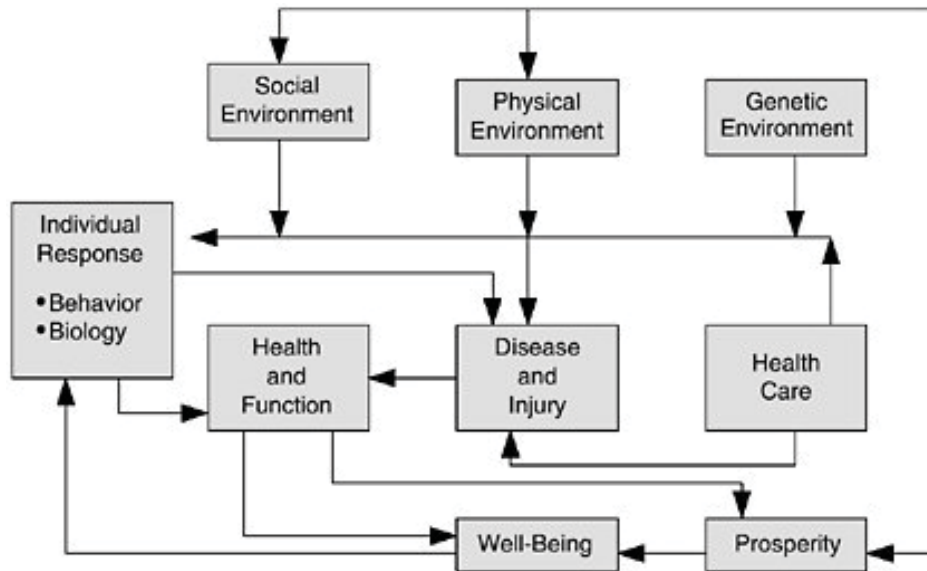 Social
Environment
Physical
Environment
Genetic
Environment
Individual
Response
• Behavior
• Biology
Health
and
Function
Disease
and
Injury
Health
Care
Well-Being
Prosperity